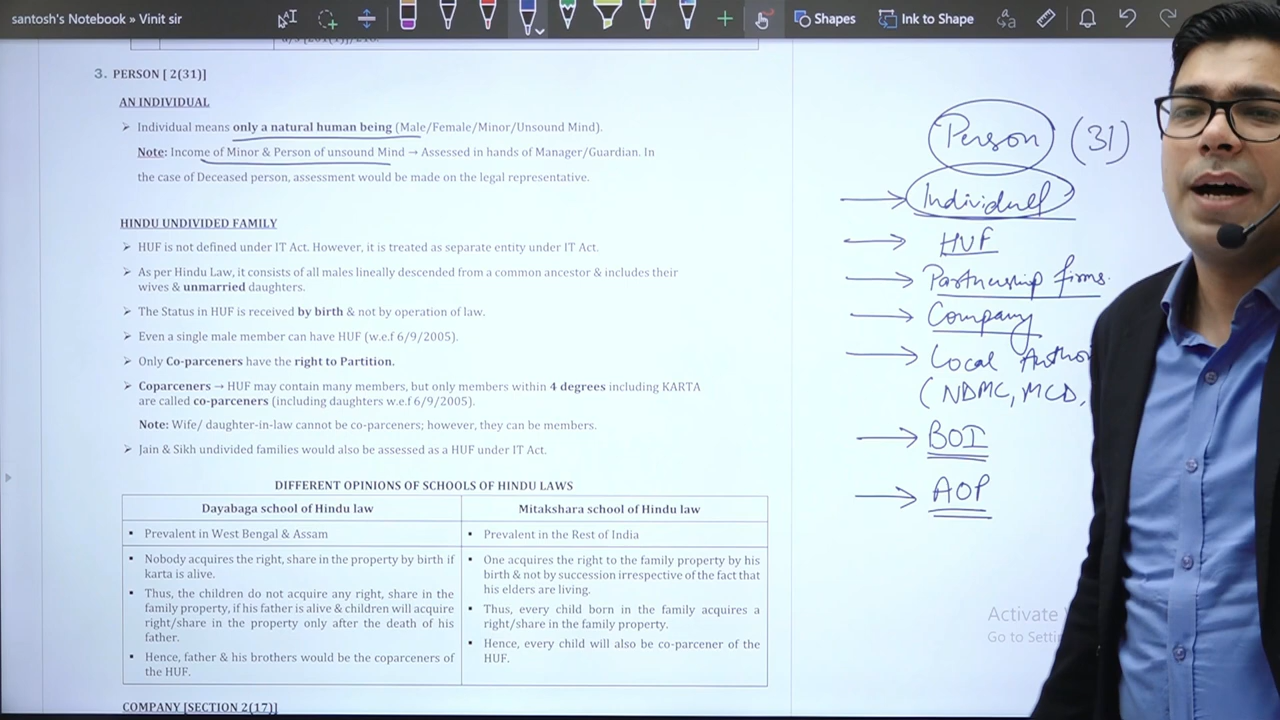 santosh's Notebook » Vinit sir
Shapes
Ink to Shape
3. PERSON [ 2(31)]
AN INDIVIDUAL
➢ Individual means only a natural human being (Male/Female/Minor/Unsound Mind).
Note: Income of Minor & Person of unsound Mind → Assessed in hands of Manager/Guardian. In
the case of Deceased person, assessment would be made on the legal representative.
HINDU UNDIVIDED FAMILY
➢ HUF is not defined under IT Act. However, it is treated as separate entity under IT Act.
➢ As per Hindu Law, it consists of all males lineally descended from a common ancestor & includes their
wives & unmarried daughters.
➢ The Status in HUF is received by birth & not by operation of law.
➢ Even a single male member can have HUF (w.e.f 6/9/2005).
➢ Only Co-parceners have the right to Partition.
➢ Coparceners → HUF may contain many members, but only members within 4 degrees including KARTA
are called co-parceners (including daughters w.e.f 6/9/2005).
Note: Wife/ daughter-in-law cannot be co-parceners; however, they can be members.
➢ Jain & Sikh undivided families would also be assessed as a HUF under IT Act.
DIFFERENT OPINIONS OF SCHOOLS OF HINDU LAWS
Dayabaga school of Hindu law
▪ Prevalent in West Bengal & Assam
▪ Nobody acquires the right, share in the property by birth if
karta is alive.
▪ Thus, the children do not acquire any right, share in the
family property, if his father is alive & children will acquire
right/share in the property only after the death of his
father.
▪ Hence, father & his brothers would be the coparceners of
the HUF.
Mitakshara school of Hindu law
▪ Prevalent in the Rest of India
▪ One acquires the right to the family property by his
birth & not by succession irrespective of the fact that
his elders are living.
▪ Thus, every child born in the family acquires a
right/share in the family property.
▪ Hence, every child will also be co-parcener of the
HUF.
COMPANY [SECTION 2(17)]
Person (31)
→ Individual
→ HUF
→ Partnership firms.
→ Company
→ Local Autho
(NDMC, MCD,
→ BOI
→ AOP
Activate
Go to Setti